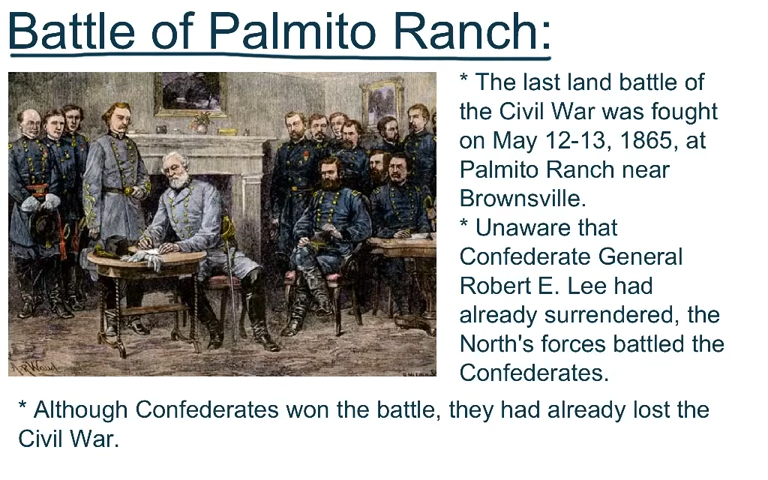 Battle of Palmito Ranch:
* The last land battle of
the Civil War was fought
on May 12-13, 1865, at
Palmito Ranch near
Brownsville.
* Unaware that
Confederate General
Robert E. Lee had
already surrendered, the
North's forces battled the
Confederates.
* Although Confederates won the battle, they had already lost the
Civil War.